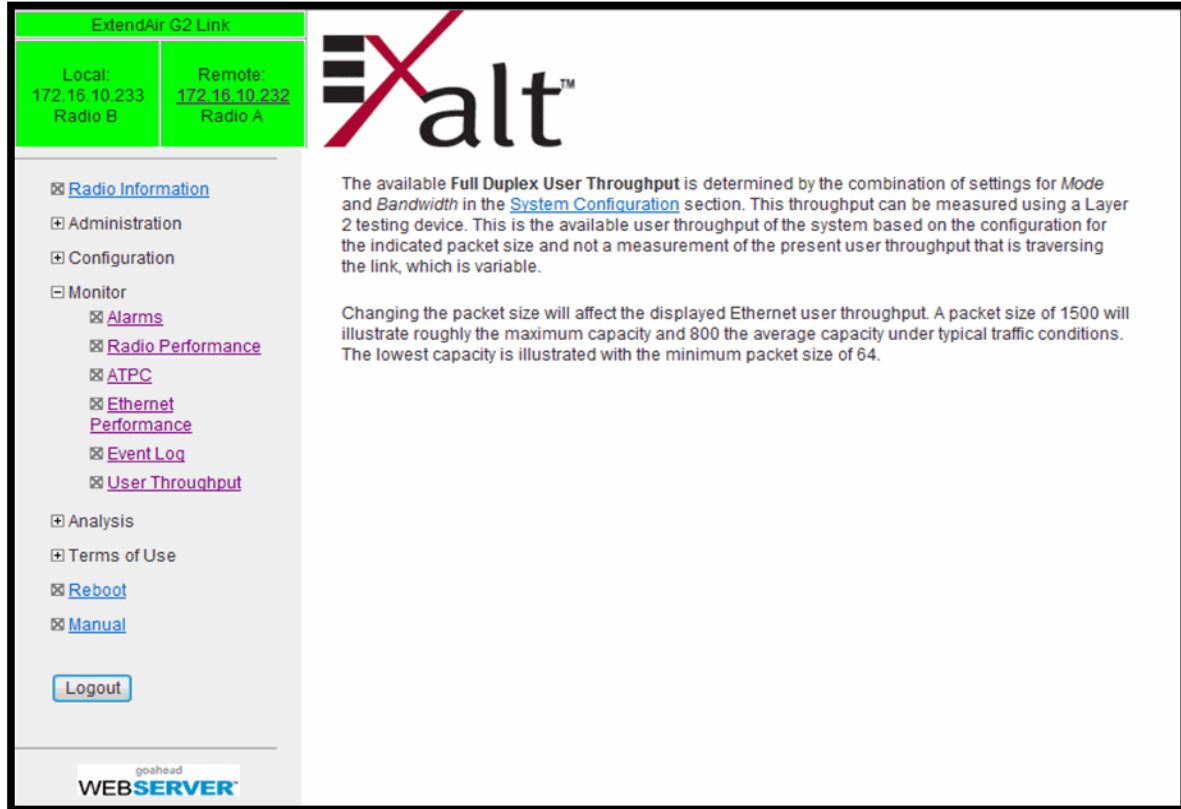 ExtendAir G2 Link
Local:
172.16.10.233
Radio B
Remote:
172.16.10.232
Radio A
EXalt™
Radio Information
Administration
Configuration
Monitor
Alarms
Radio Performance
ATPC
Ethernet
Performance
Event Log
User Throughput
Analysis
Terms of Use
Reboot
Manual
Logout
goahead
WEBSERVER™
The available Full Duplex User Throughput is determined by the combination of settings for Mode
and Bandwidth in the System Configuration section. This throughput can be measured using a Layer
2 testing device. This is the available user throughput of the system based on the configuration for
the indicated packet size and not a measurement of the present user throughput that is traversing
the link, which is variable.
Changing the packet size will affect the displayed Ethernet user throughput. A packet size of 1500 will
illustrate roughly the maximum capacity and 800 the average capacity under typical traffic conditions.
The lowest capacity is illustrated with the minimum packet size of 64.